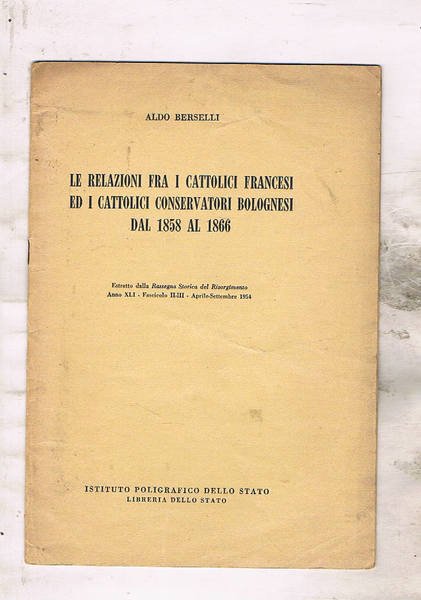 ALDO BERSELLI
LE RELAZIONI FRA I CATTOLICI FRANCESI
ED I CATTOLICI CONSERVATORI BOLOGNESI
DAL 1858 AL 1866
Estratto dalla Rassegna Storica del Risorgimento
Anno XLI - Fascicolo II-III - Aprile-Settembre 1954
ISTITUTO POLIGRAFICO DELLO STATO
LIBRERIA DELLO STATO